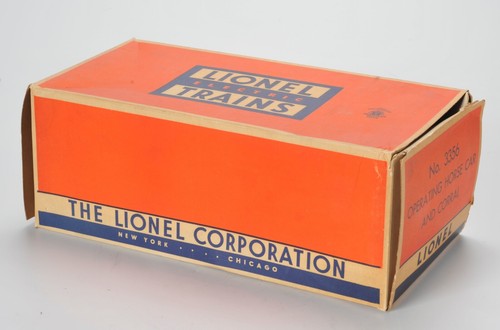 LIONEL
ELECTRIC
TRAINS
THE LIONEL CORPORATION
NEW YORK . . . . CHICAGO
No. 3356
OPERATING HORSE CAR
AND CORRAL
LIONEL